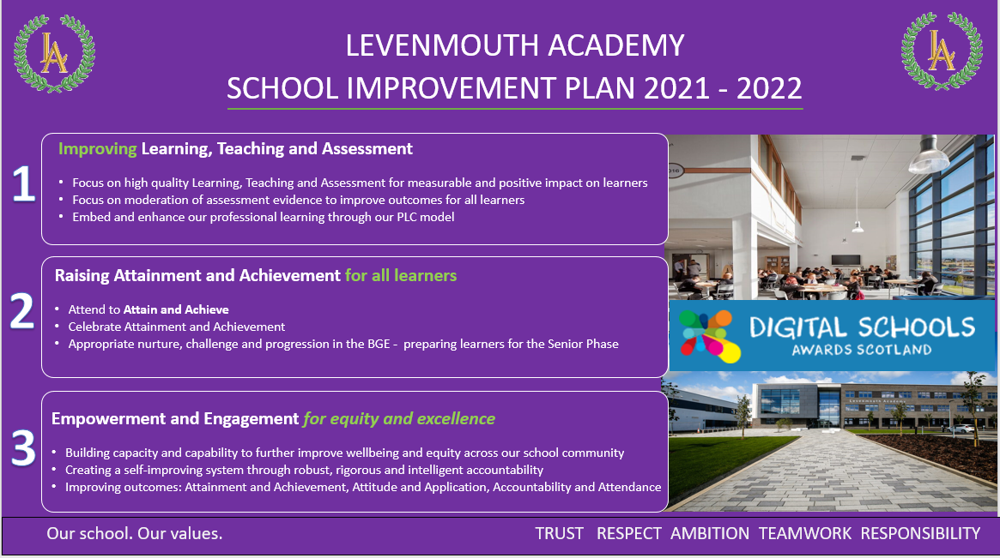 LEVENMOUTH ACADEMY
SCHOOL IMPROVEMENT PLAN 2021 - 2022
LA
LA
1
Improving Learning, Teaching and Assessment
• Focus on high quality Learning, Teaching and Assessment for measurable and positive impact on learners
• Focus on moderation of assessment evidence to improve outcomes for all learners
• Embed and enhance our professional learning through our PLC model
2
Raising Attainment and Achievement for all learners
• Attend to Attain and Achieve
• Celebrate Attainment and Achievement
• Appropriate nurture, challenge and progression in the BGE - preparing learners for the Senior Phase
3
Empowerment and Engagement for equity and excellence
• Building capacity and capability to further improve wellbeing and equity across our school community
• Creating a self-improving system through robust, rigorous and intelligent accountability
• Improving outcomes: Attainment and Achievement, Attitude and Application, Accountability and Attendance
DIGITAL SCHOOLS
AWARDS SCOTLAND
Levenmouth Academy
Our school. Our values.
TRUST RESPECT AMBITION TEAMWORK RESPONSIBILITY